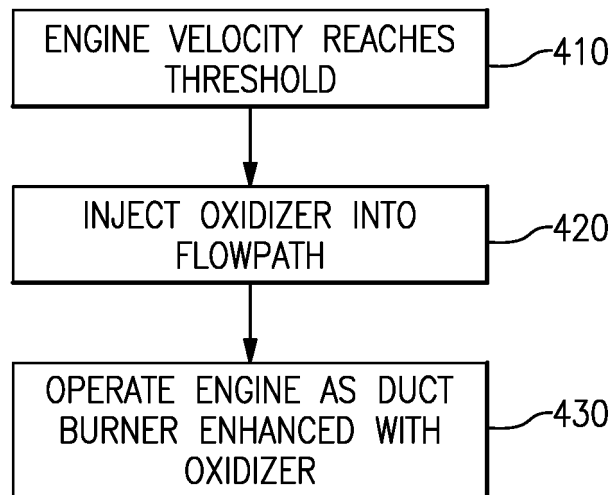 ENGINE VELOCITY REACHES
THRESHOLD
410
INJECT OXIDIZER INTO
FLOWPATH
420
OPERATE ENGINE AS DUCT
BURNER ENHANCED WITH
OXIDIZER
430